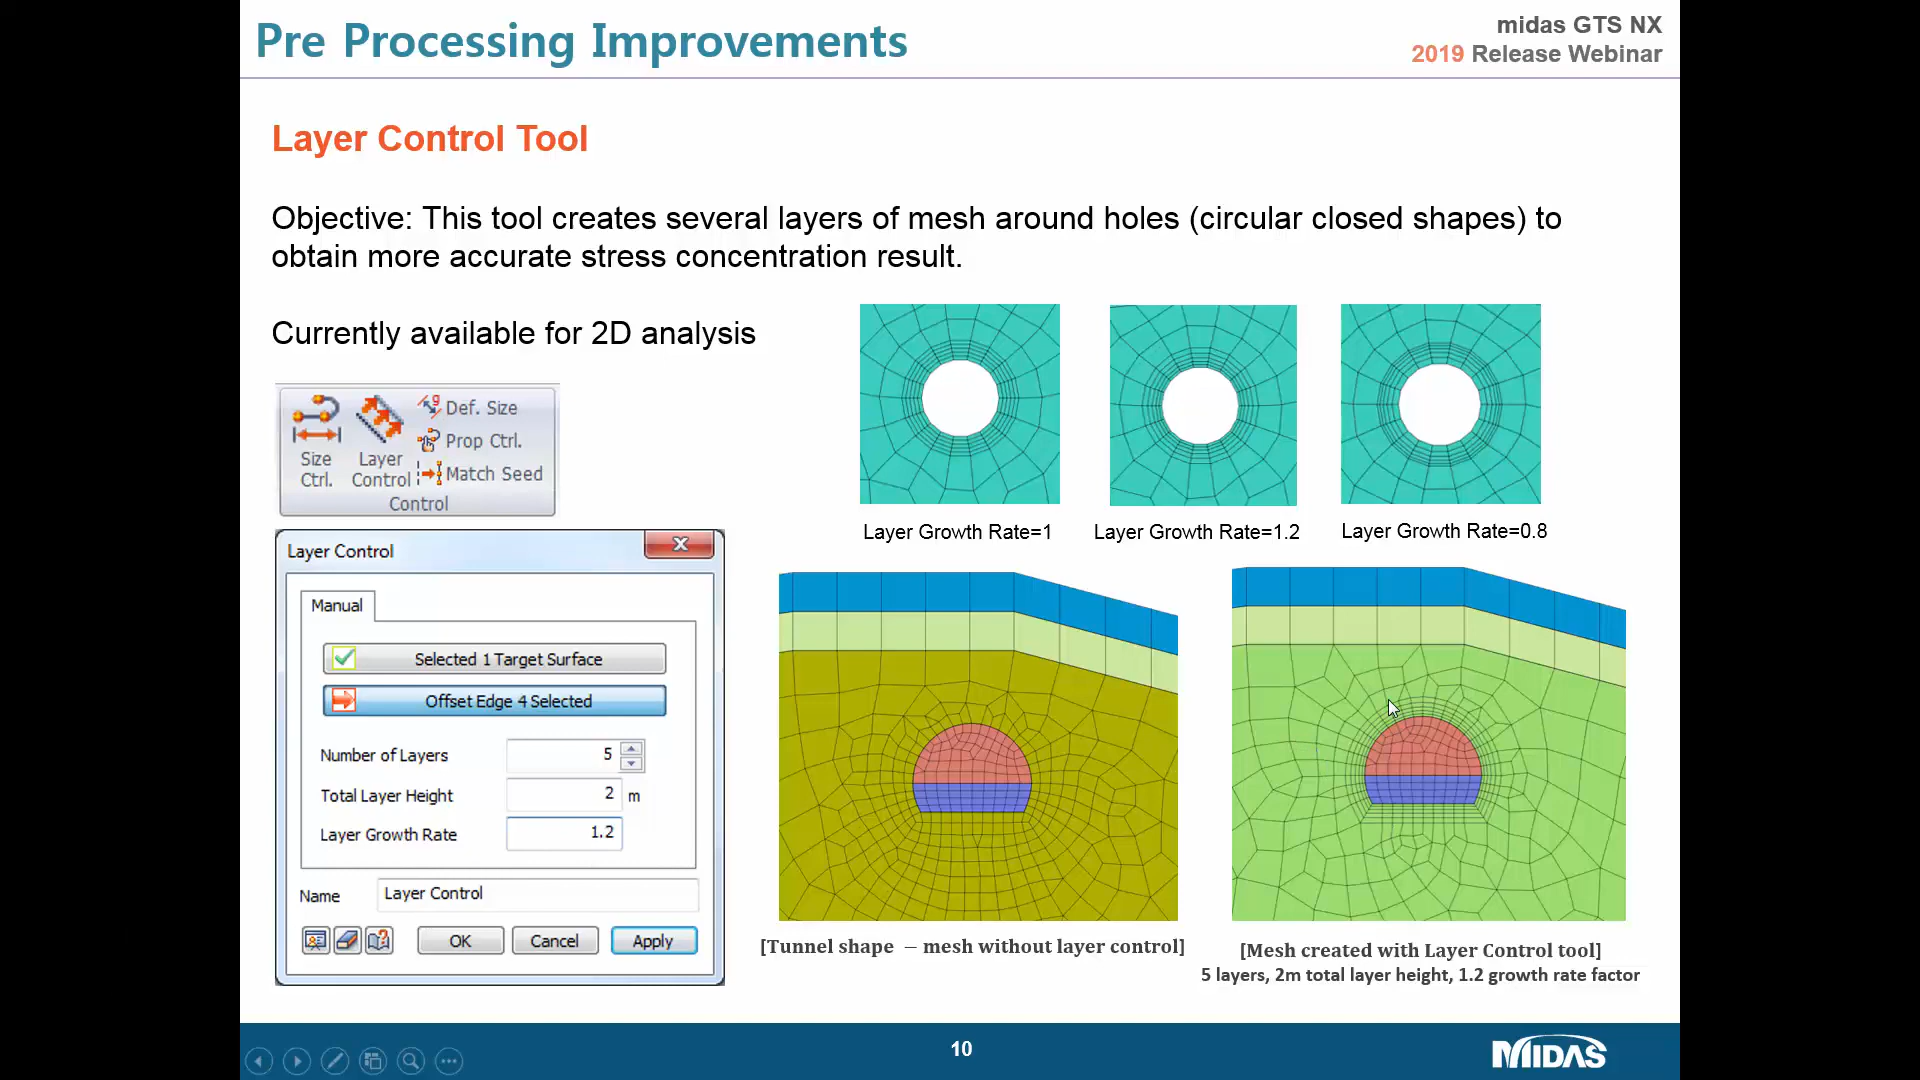 Pre Processing Improvements
midas GTS NX
2019 Release Webinar
Layer Control Tool
Objective: This tool creates several layers of mesh around holes (circular closed shapes) to
obtain more accurate stress concentration result.
Currently available for 2D analysis
Size
Ctrl.
Layer
Control
Def. Size
Prop Ctrl.
Match Seed
Control
Layer Growth Rate=1
Layer Growth Rate=1.2
Layer Growth Rate=0.8
Layer Control
Manual
Selected 1 Target Surface
Offset Edge 4 Selected
Number of Layers 5
Total Layer Height 2 m
Layer Growth Rate 1.2
Name Layer Control
OK Cancel Apply
[Tunnel shape – mesh without layer control]
[Mesh created with Layer Control tool]
5 layers, 2m total layer height, 1.2 growth rate factor
10
MIDAS